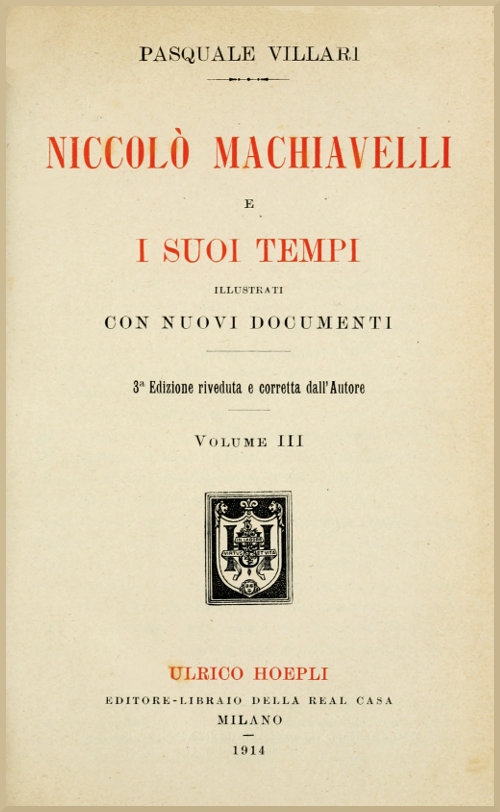 PASQUALE VILLARI
NICCOLÒ MACHIAVELLI
E
I SUOI TEMPI
ILLUSTRATI
CON NUOVI DOCUMENTI
3ª Edizione riveduta e corretta dall'Autore
VOLUME III
ULRICO HOEPLI
EDITORE-LIBRAIO DELLA REAL CASA
MILANO
1914